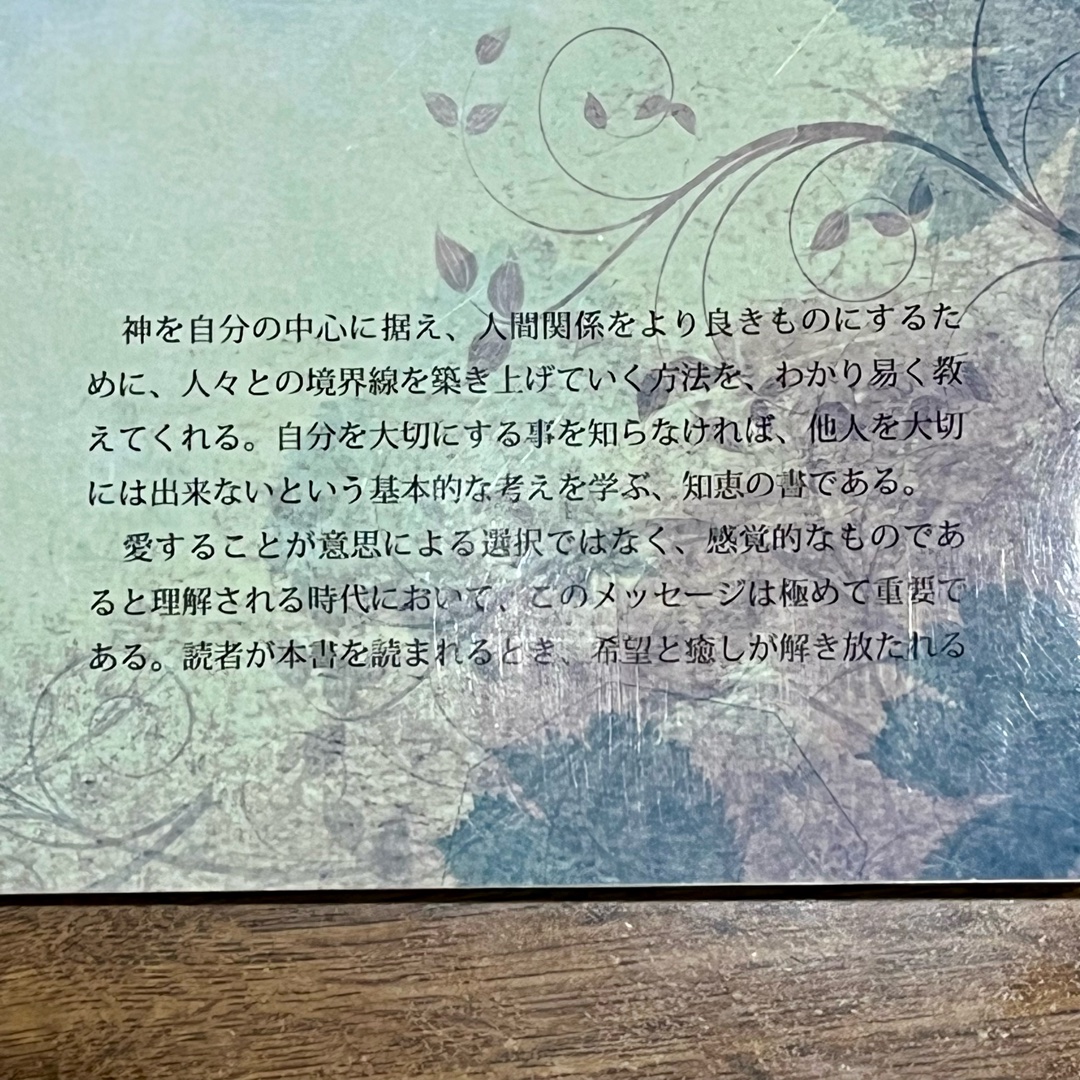 神を自分の中心に据え、人間関係をより良きものにするた
めに、人々との境界線を築き上げていく方法を、わかり易く教
えてくれる。自分を大切にする事を知らなければ、他人を大切
には出来ないという基本的な考えを学ぶ、知恵の書である。
愛することが意思による選択ではなく、感覚的なものであ
ると理解される時代において、このメッセージは極めて重要で
ある。読者が本書を読まれるとき、希望と癒しが解き放たれる